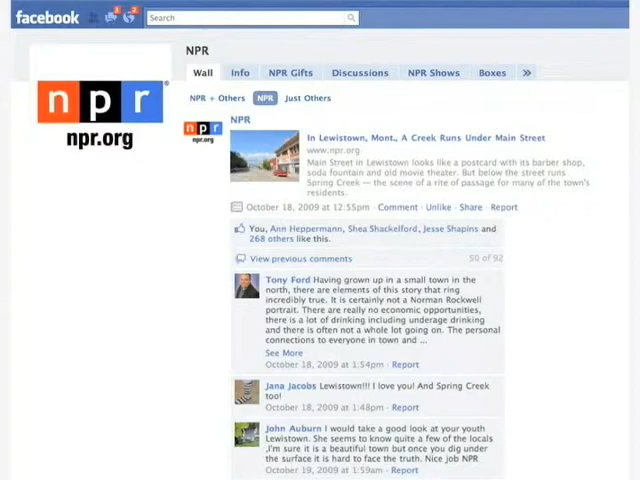 facebook
3
2
Search
NPR
n p r
®
npr.org
Wall
Info
NPR Gifts
Discussions
NPR Shows
Boxes
»
NPR + Others
NPR
Just Others
n p r
npr.org
NPR
In Lewistown, Mont., A Creek Runs Under Main Street
www.npr.org
Main Street in Lewistown looks like a postcard with its barber shop,
soda fountain and old movie theater. But below the street runs
Spring Creek — the scene of a rite of passage for many of the town's
residents.
October 18, 2009 at 12:55pm · Comment · Unlike · Share · Report
You, Ann Heppermann, Shea Shackelford, Jesse Shapins and
268 others like this.
View previous comments
50 of 92
Tony Ford Having grown up in a small town in the
north, there are elements of this story that ring
incredibly true. It is certainly not a Norman Rockwell
portrait. There are really no economic opportunities,
there is a lot of drinking including underage drinking
and there is often not a whole lot going on. The personal
connections to everyone in town and ...
See More
October 18, 2009 at 1:54pm · Report
Jana Jacobs Lewistown!!! I love you! And Spring Creek
too!
October 18, 2009 at 1:48pm · Report
John Auburn I would take a good look at your youth
Lewistown. She seems to know quite a few of the locals
,I'm sure it is a beautiful town but once you dig under
the surface it is hard to face the truth. Nice job NPR
October 19, 2009 at 1:59am · Report